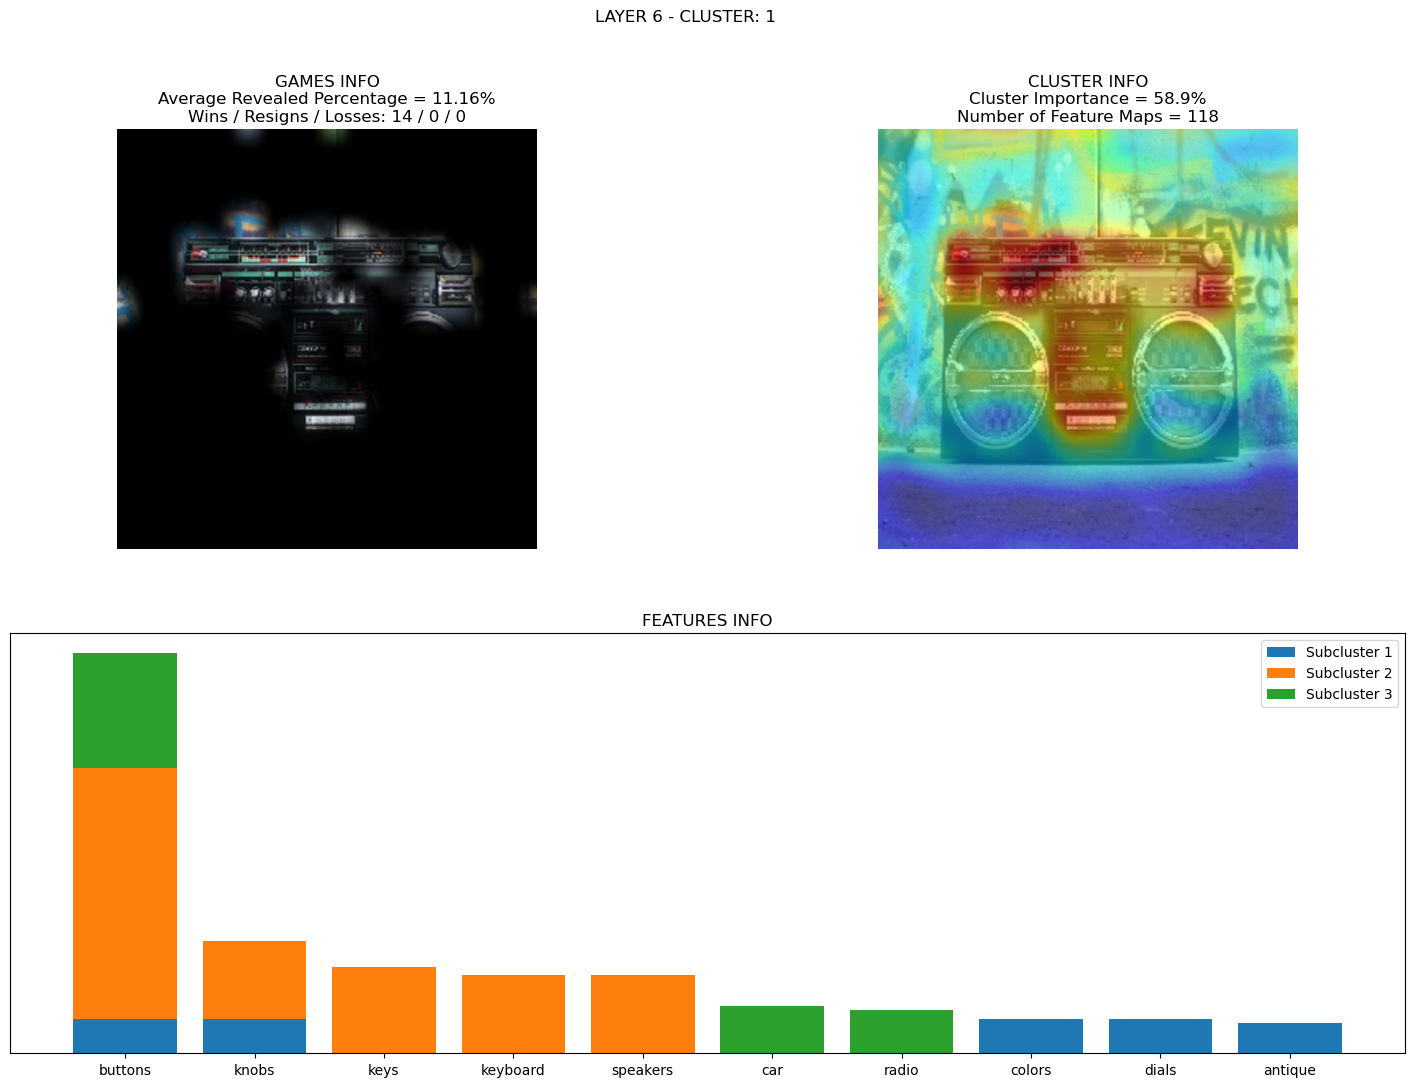 LAYER 6 - CLUSTER: 1
GAMES INFO
Average Revealed Percentage = 11.16%
Wins / Resigns / Losses: 14 / 0 / 0
CLUSTER INFO
Cluster Importance = 58.9%
Number of Feature Maps = 118
EVIN
ECH
FEATURES INFO
Subcluster 1
Subcluster 2
Subcluster 3
buttons
knobs
keys
keyboard
speakers
car
radio
colors
dials
antique